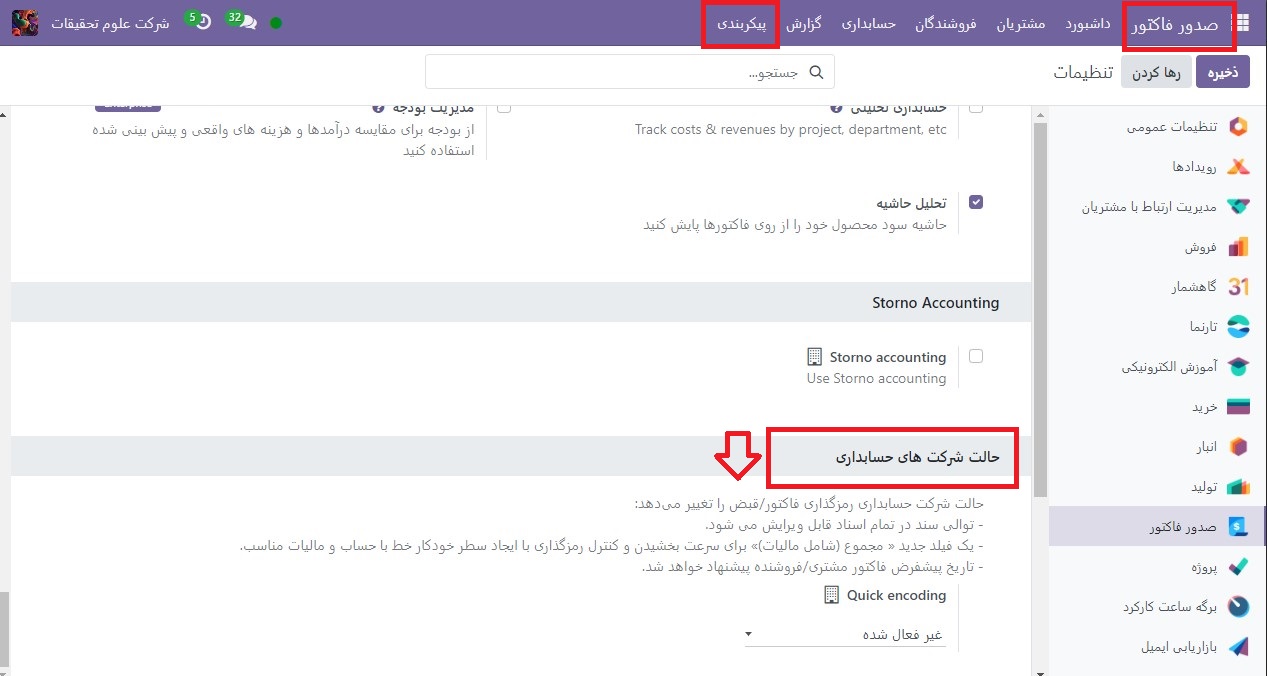 صدور فاکتور
داشبورد
مشتریان
فروشندگان
حسابداری
گزارش
پیکربندی
32
5
شرکت علوم تحقیقات
ذخیره
رها کردن
تنظیمات
جستجو...
تنظیمات عمومی
رویدادها
مدیریت ارتباط با مشتریان
فروش
31
گاهشمار
تارنما
آموزش الکترونیکی
خرید
انبار
تولید
صدور فاکتور
پروژه
برگه ساعت کارکرد
بازاریابی ایمیل
حسابداری تحلیلی
Track costs & revenues by project, department, etc
مدیریت بودجه
Enterprise
از بودجه برای مقایسه درآمدها و هزینه های واقعی و پیش بینی شده
استفاده کنید
تحلیل حاشیه
حاشیه سود محصول خود را از روی فاکتورها پایش کنید
Storno Accounting
Storno accounting
Use Storno accounting
حالت شرکت های حسابداری
حالت شرکت حسابداری رمزگذاری فاکتور/قبض را تغییر می‌دهد:
- توالی سند در تمام اسناد قابل ویرایش می شود.
- یک فیلد جدید « مجموع (شامل مالیات)» برای سرعت بخشیدن و کنترل رمزگذاری با ایجاد سطر خودکار خط با حساب و مالیات مناسب.
- تاریخ پیشفرض فاکتور مشتری/فروشنده پیشنهاد خواهد شد.
Quick encoding
غیر فعال شده